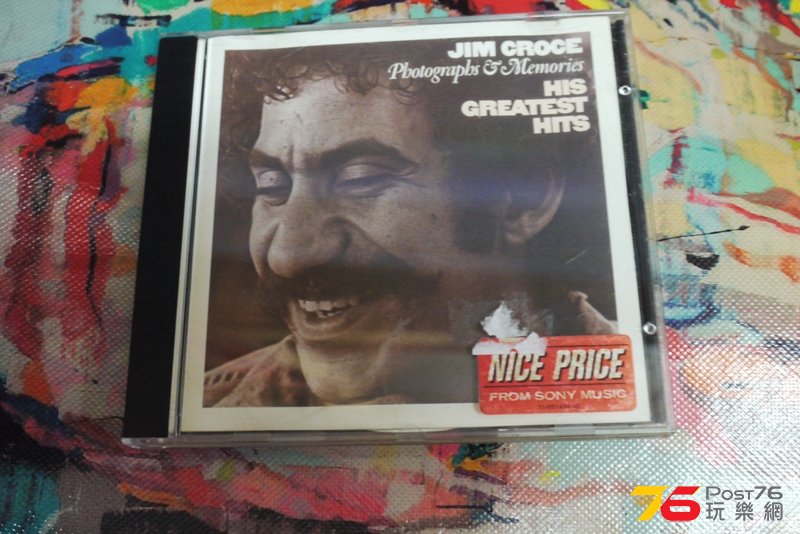 JIM CROCE
Photographs & Memories
HIS
GREATEST
HITS
NICE PRICE
FROM SONY MUSIC
76 POST76
玩樂網